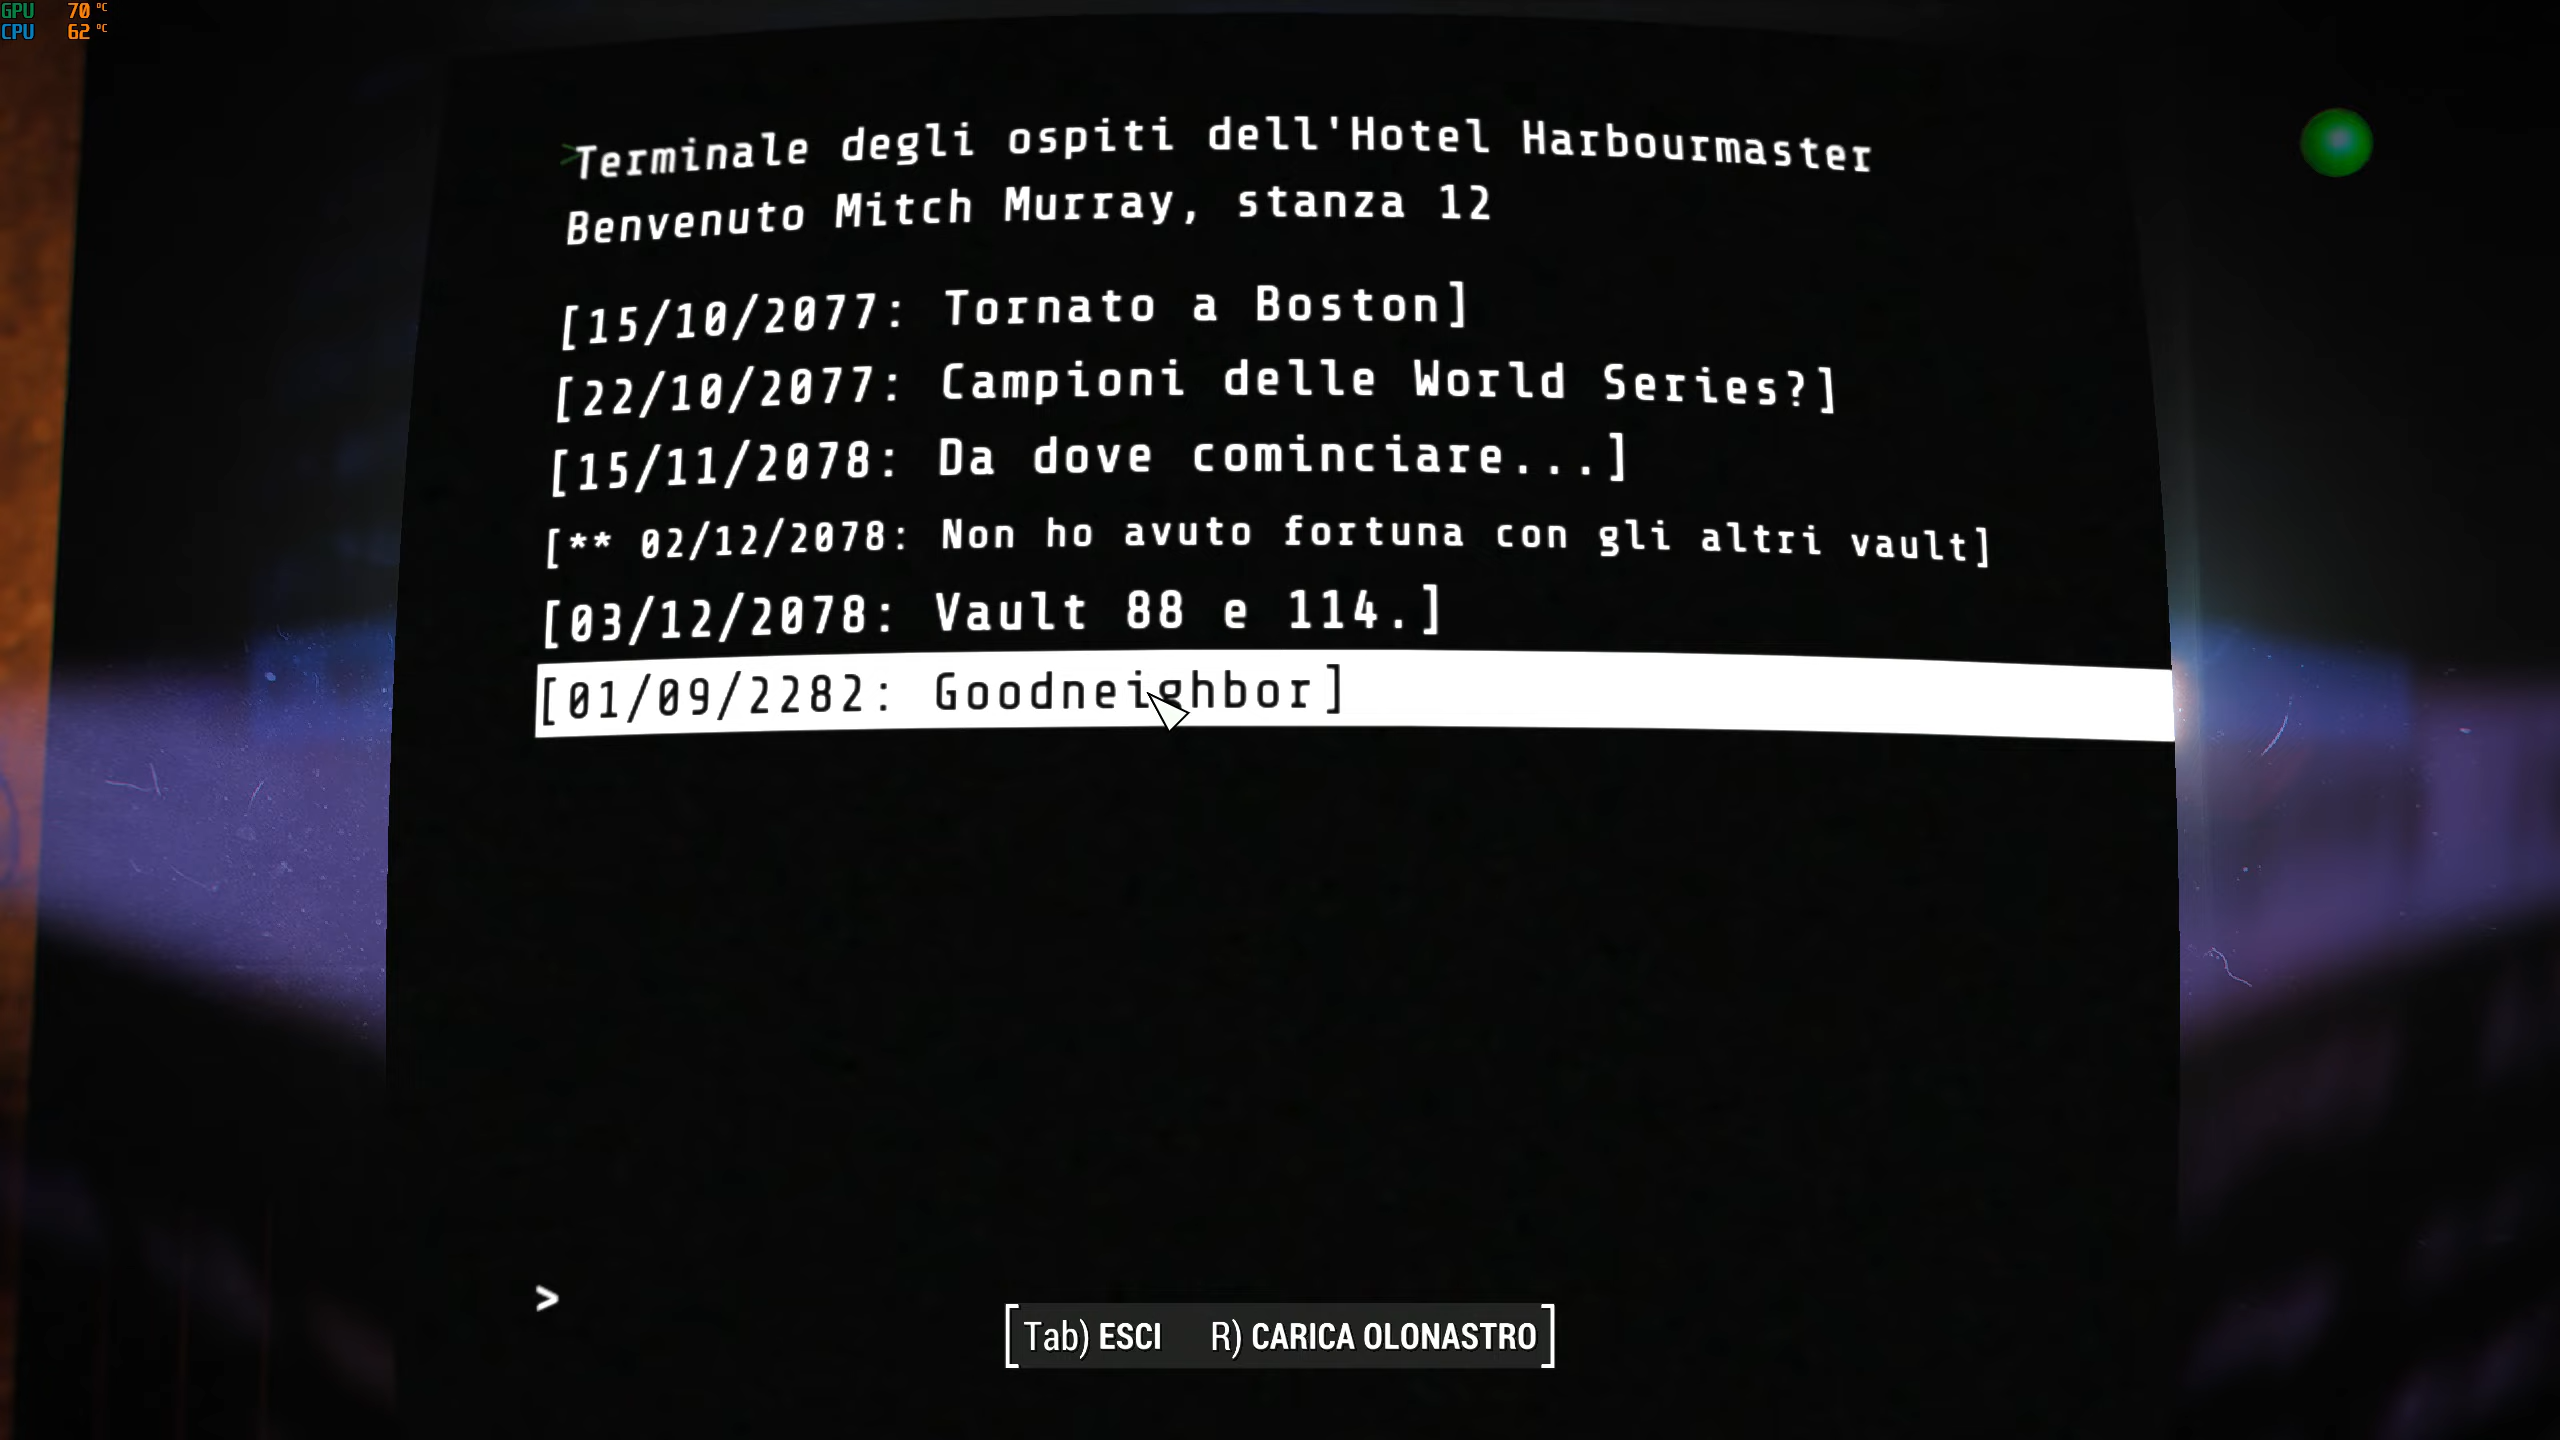 GPU 70 °C
CPU 62 °C
>Terminale degli ospiti dell'Hotel Harbourmaster
Benvenuto Mitch Murray, stanza 12
[15/10/2077: Tornato a Boston]
[22/10/2077: Campioni delle World Series?]
[15/11/2078: Da dove cominciare...]
[** 02/12/2078: Non ho avuto fortuna con gli altri vault]
[03/12/2078: Vault 88 e 114.]
[01/09/2282: Goodneighbor]
>
[Tab) ESCI R) CARICA OLONASTRO]